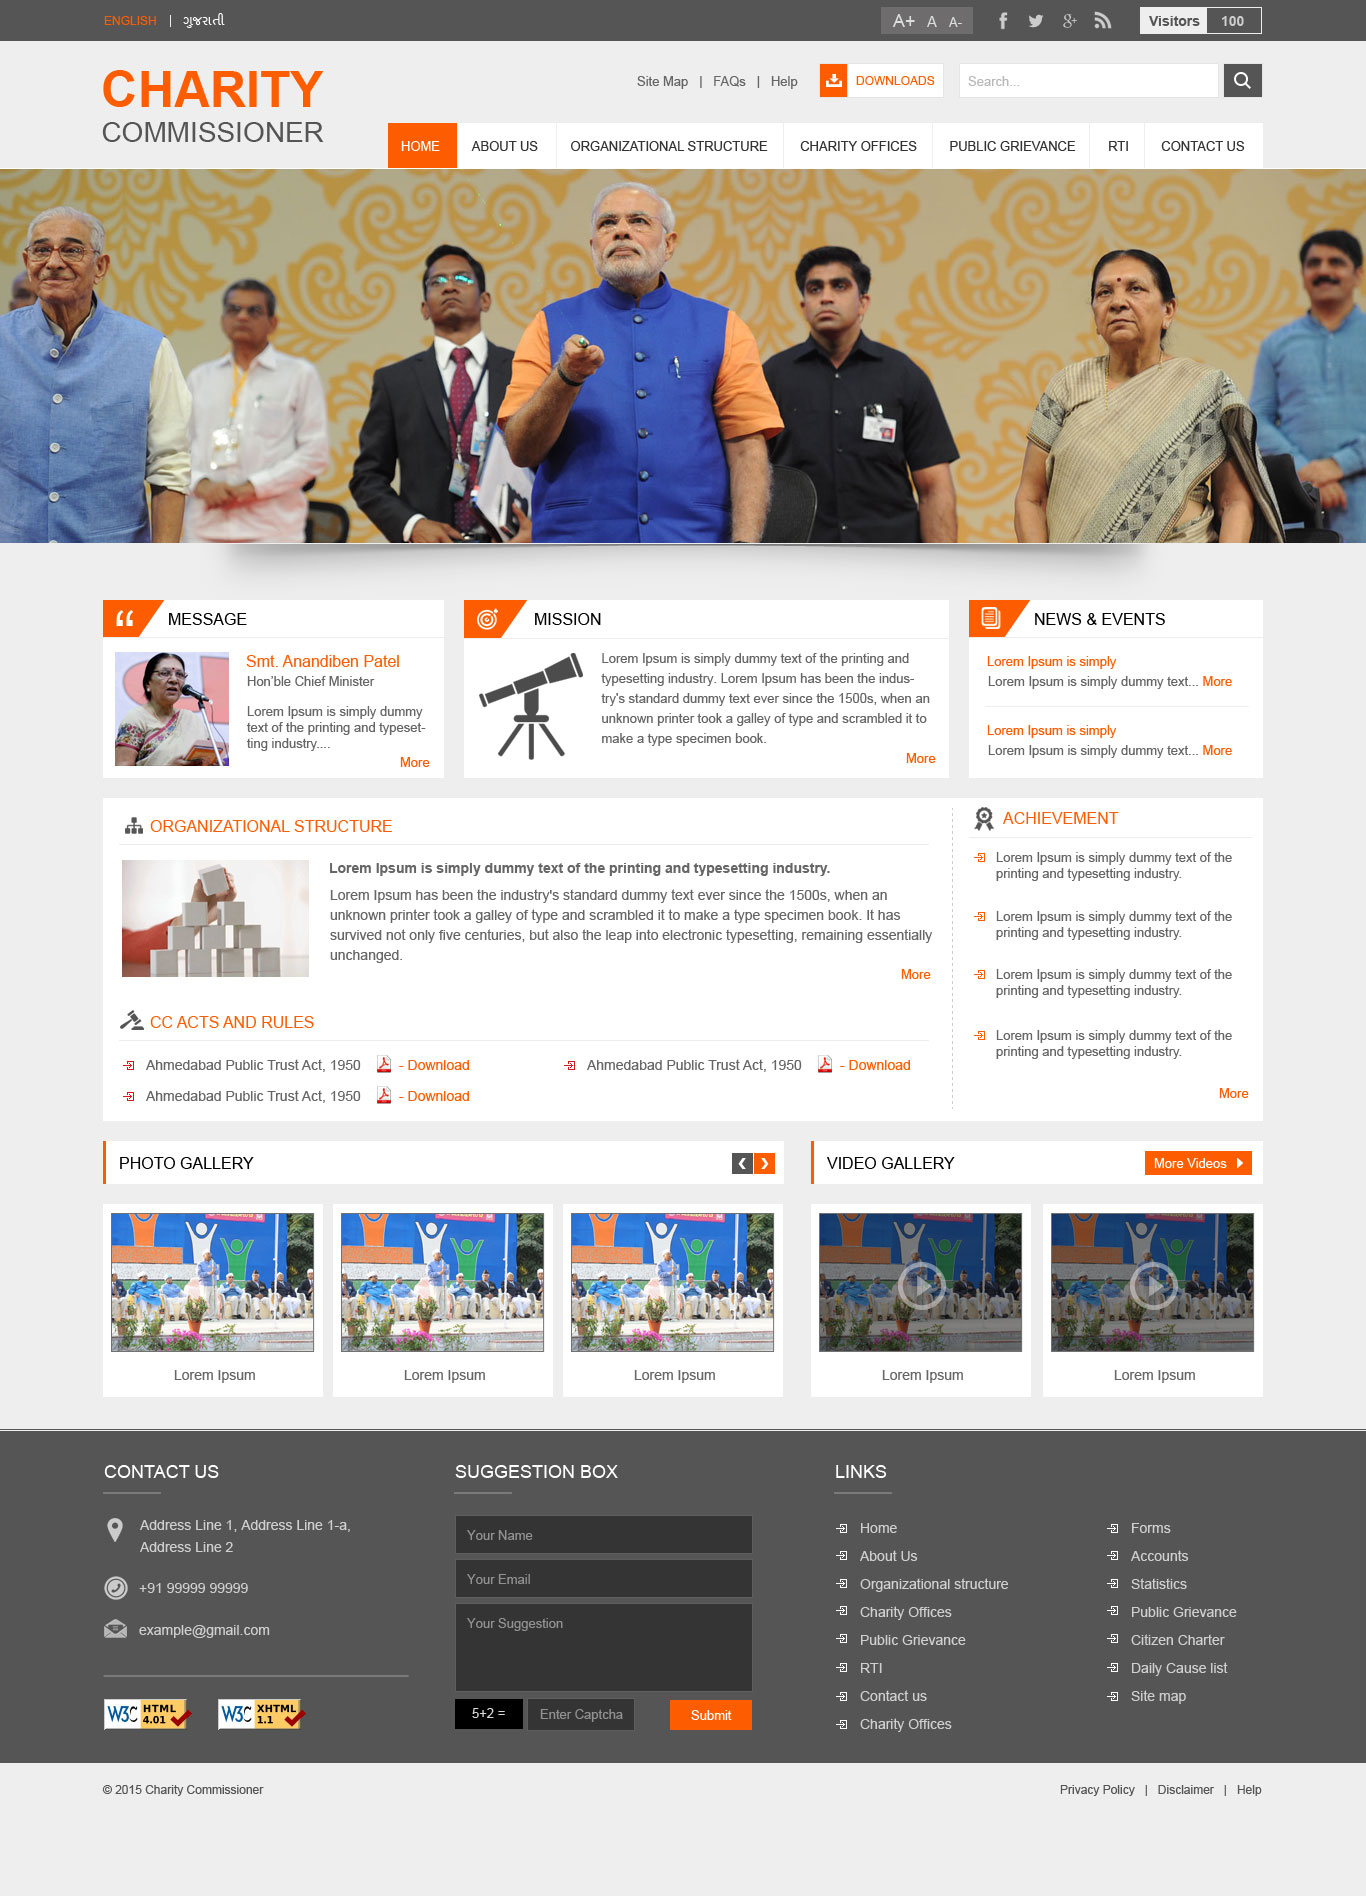 ENGLISH | ગુજરાતી
A+ A A-
Visitors 100
CHARITY
COMMISSIONER
Site Map | FAQs | Help
DOWNLOADS
Search...
HOME ABOUT US ORGANIZATIONAL STRUCTURE CHARITY OFFICES PUBLIC GRIEVANCE RTI CONTACT US
MESSAGE
Smt. Anandiben Patel
Hon'ble Chief Minister
Lorem Ipsum is simply dummy
text of the printing and typeset-
ting industry....
More
MISSION
Lorem Ipsum is simply dummy text of the printing and
typesetting industry. Lorem Ipsum has been the indus-
try's standard dummy text ever since the 1500s, when an
unknown printer took a galley of type and scrambled it to
make a type specimen book.
More
NEWS & EVENTS
Lorem Ipsum is simply
Lorem Ipsum is simply dummy text... More
Lorem Ipsum is simply
Lorem Ipsum is simply dummy text... More
ORGANIZATIONAL STRUCTURE
Lorem Ipsum is simply dummy text of the printing and typesetting industry.
Lorem Ipsum has been the industry's standard dummy text ever since the 1500s, when an
unknown printer took a galley of type and scrambled it to make a type specimen book. It has
survived not only five centuries, but also the leap into electronic typesetting, remaining essentially
unchanged.
More
CC ACTS AND RULES
Ahmedabad Public Trust Act, 1950 - Download
Ahmedabad Public Trust Act, 1950 - Download
Ahmedabad Public Trust Act, 1950 - Download
ACHIEVEMENT
Lorem Ipsum is simply dummy text of the
printing and typesetting industry.
Lorem Ipsum is simply dummy text of the
printing and typesetting industry.
Lorem Ipsum is simply dummy text of the
printing and typesetting industry.
Lorem Ipsum is simply dummy text of the
printing and typesetting industry.
More
PHOTO GALLERY
Lorem Ipsum
Lorem Ipsum
Lorem Ipsum
VIDEO GALLERY
More Videos
Lorem Ipsum
Lorem Ipsum
CONTACT US
Address Line 1, Address Line 1-a,
Address Line 2
+91 99999 99999
example@gmail.com
W3C HTML 4.01
W3C XHTML 1.1
SUGGESTION BOX
Your Name
Your Email
Your Suggestion
5+2 =
Enter Captcha
Submit
LINKS
Home
About Us
Organizational structure
Charity Offices
Public Grievance
RTI
Contact us
Charity Offices
Forms
Accounts
Statistics
Public Grievance
Citizen Charter
Daily Cause list
Site map
© 2015 Charity Commissioner
Privacy Policy | Disclaimer | Help